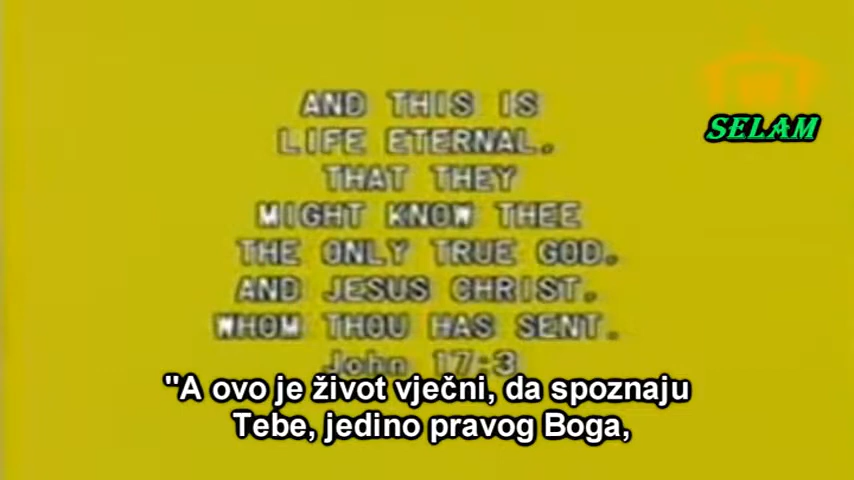 AND THIS IS
LIFE ETERNAL.
THAT THEY
MIGHT KNOW THEE
THE ONLY TRUE GOD.
AND JESUS CHRIST.
WHOM THOU HAS SENT.
John 17:3
SELAM
"A ovo je život vječni, da spoznaju
Tebe, jedino pravog Boga,